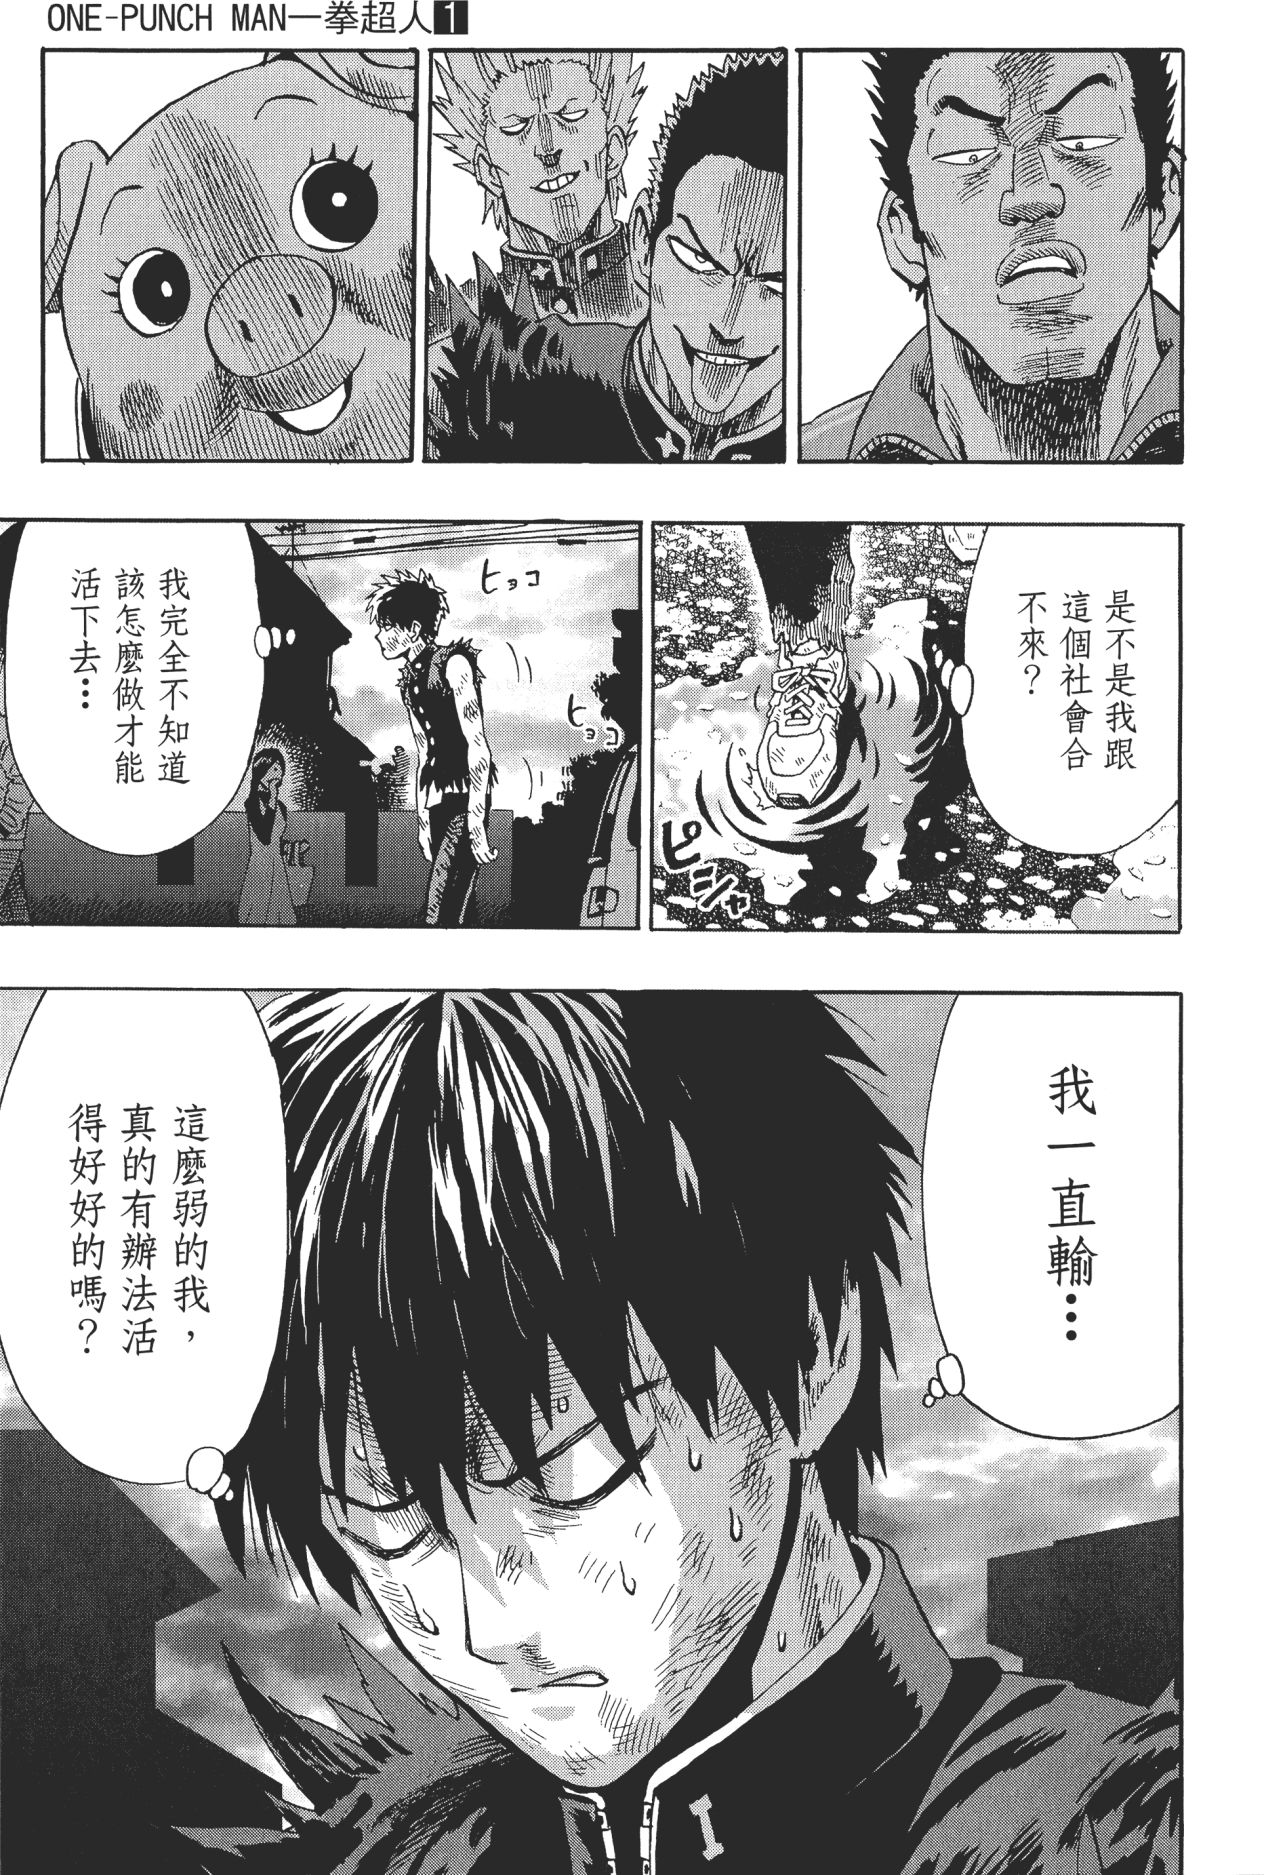 ONE-PUNCH MAN一拳超人1
是不是我跟
這個社會合
不來？
ピシャ
ヒョコ
ヒョコ
我完全不知道
該怎麼做才能
活下去…
我一直輸…
這麼弱的我，
真的有辦法活
得好好的嗎？